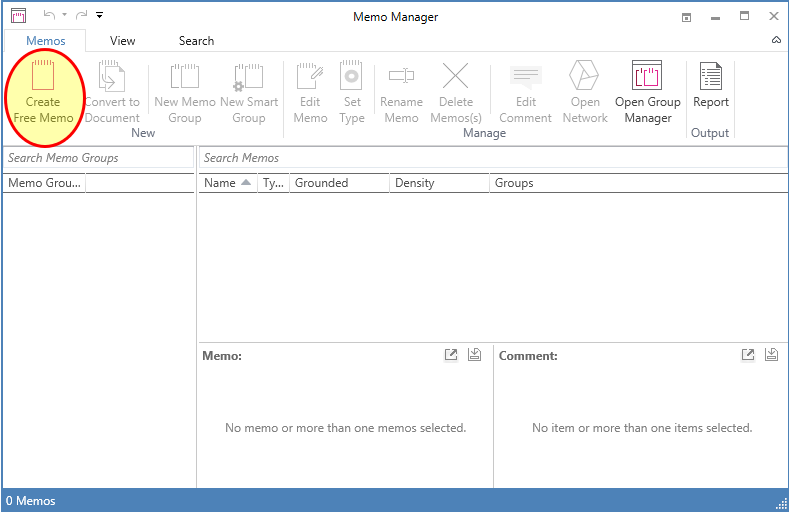 Memo Manager
Memos View Search
Create Free Memo
Convert to Document
New Memo Group
New Smart Group
Edit Memo
Set Type
Rename Memo
Delete Memos(s)
Edit Comment
Open Network
Open Group Manager
Report
New
Manage
Output
Search Memo Groups
Search Memos
Memo Grou...
Name Ty... Grounded Density Groups
Memo:
Comment:
No memo or more than one memos selected.
No item or more than one items selected.
0 Memos